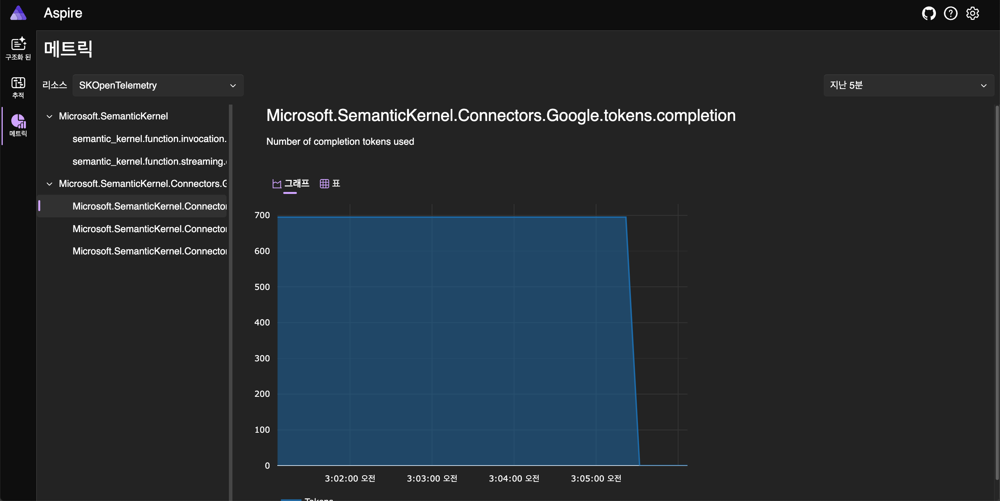 Aspire
구조화 된
추적
메트릭
메트릭
리소스
SKOpenTelemetry
지난 5분
Microsoft.SemanticKernel
semantic_kernel.function.invocation.
semantic_kernel.function.streaming.
Microsoft.SemanticKernel.Connectors.G
Microsoft.SemanticKernel.Connector
Microsoft.SemanticKernel.Connector
Microsoft.SemanticKernel.Connector
Microsoft.SemanticKernel.Connectors.Google.tokens.completion
Number of completion tokens used
그래프 표
700
600
500
400
300
200
100
0
3:02:00 오전 3:03:00 오전 3:04:00 오전 3:05:00 오전
Tokens